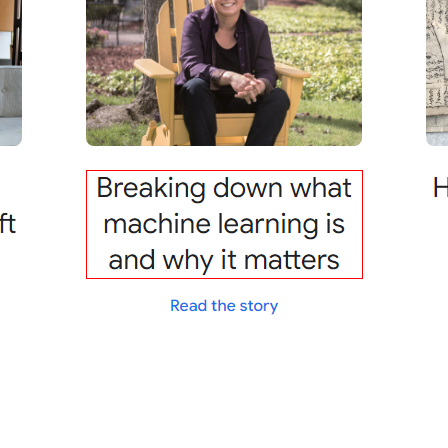 Breaking down what
machine learning is
and why it matters
Read the story
ft
H